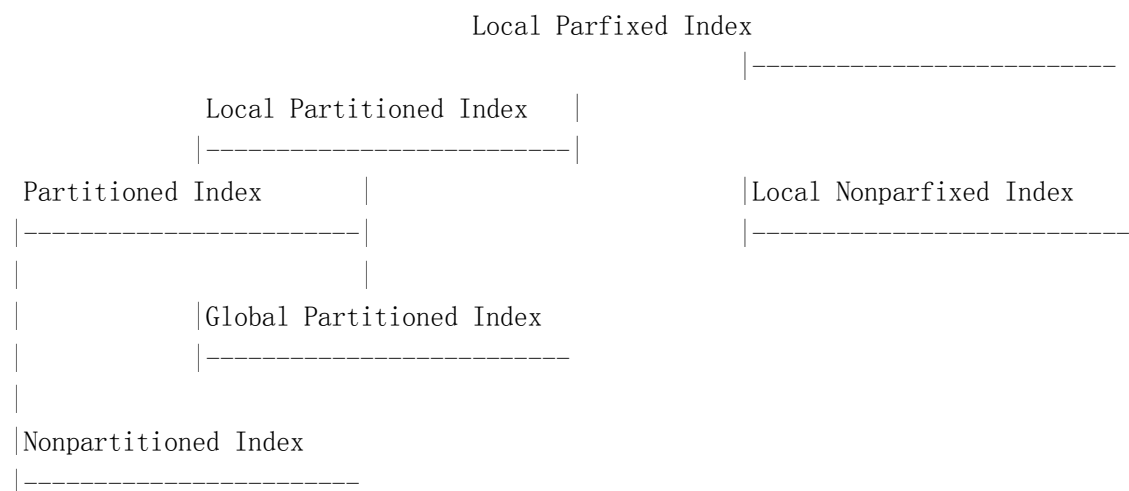 Local Parfixed Index
|--------------------------
Local Partitioned Index |
|--------------------------|
Partitioned Index | |Local Nonparfixed Index
|------------------------| |---------------------------
| |
| |Global Partitioned Index
| |--------------------------
|
|Nonpartitioned Index
|------------------------